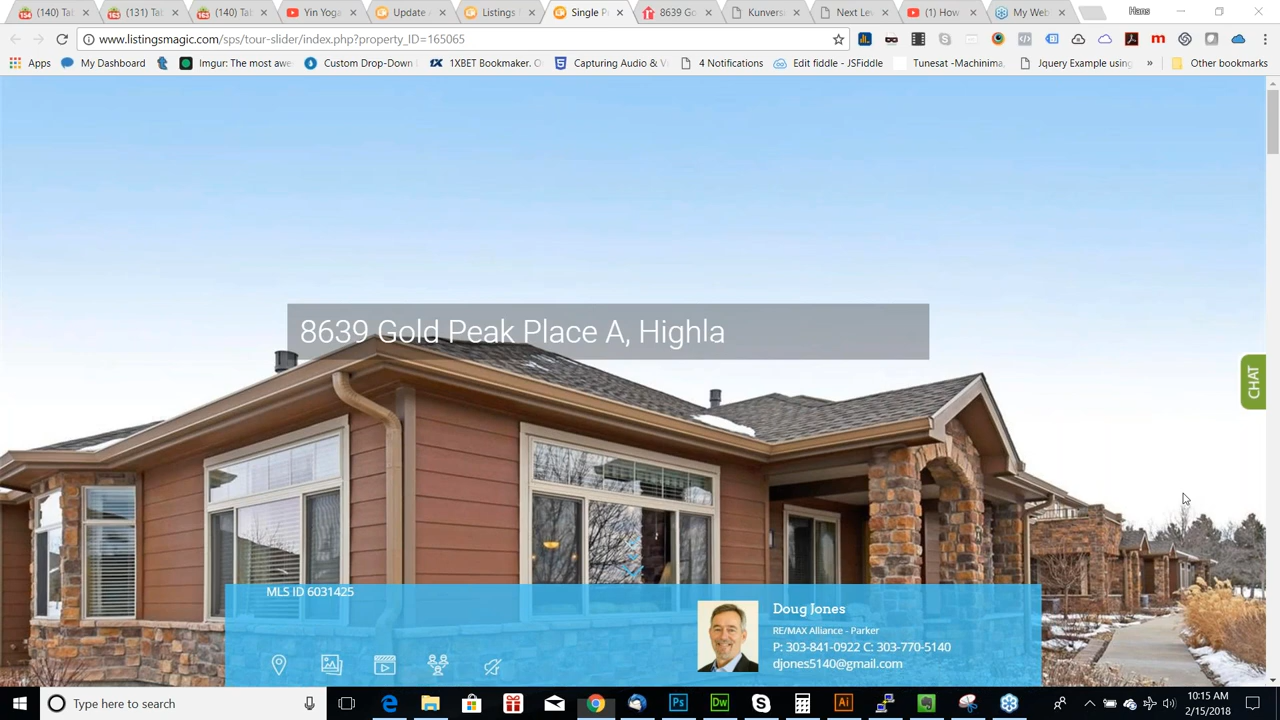 (140) Tal
(131) Tal
(140) Tal
Yin Yoga
Update
Listings
Single P
8639 Go
Kunversi
Next Lev
(1) How
My Web
Hans
www.listingsmagic.com/sps/tour-slider/index.php?property_ID=165065
Apps
My Dashboard
Imgur: The most awe
Custom Drop-Down
1XBET Bookmaker. O
Capturing Audio & Vi
4 Notifications
Edit fiddle - JSFiddle
Tunesat -Machinima.
Jquery Example using
»
Other bookmarks
8639 Gold Peak Place A, Highla
CHAT
MLS ID 6031425
Doug Jones
RE/MAX Alliance - Parker
P: 303-841-0922 C: 303-770-5140
djones5140@gmail.com
Type here to search
10:15 AM
2/15/2018